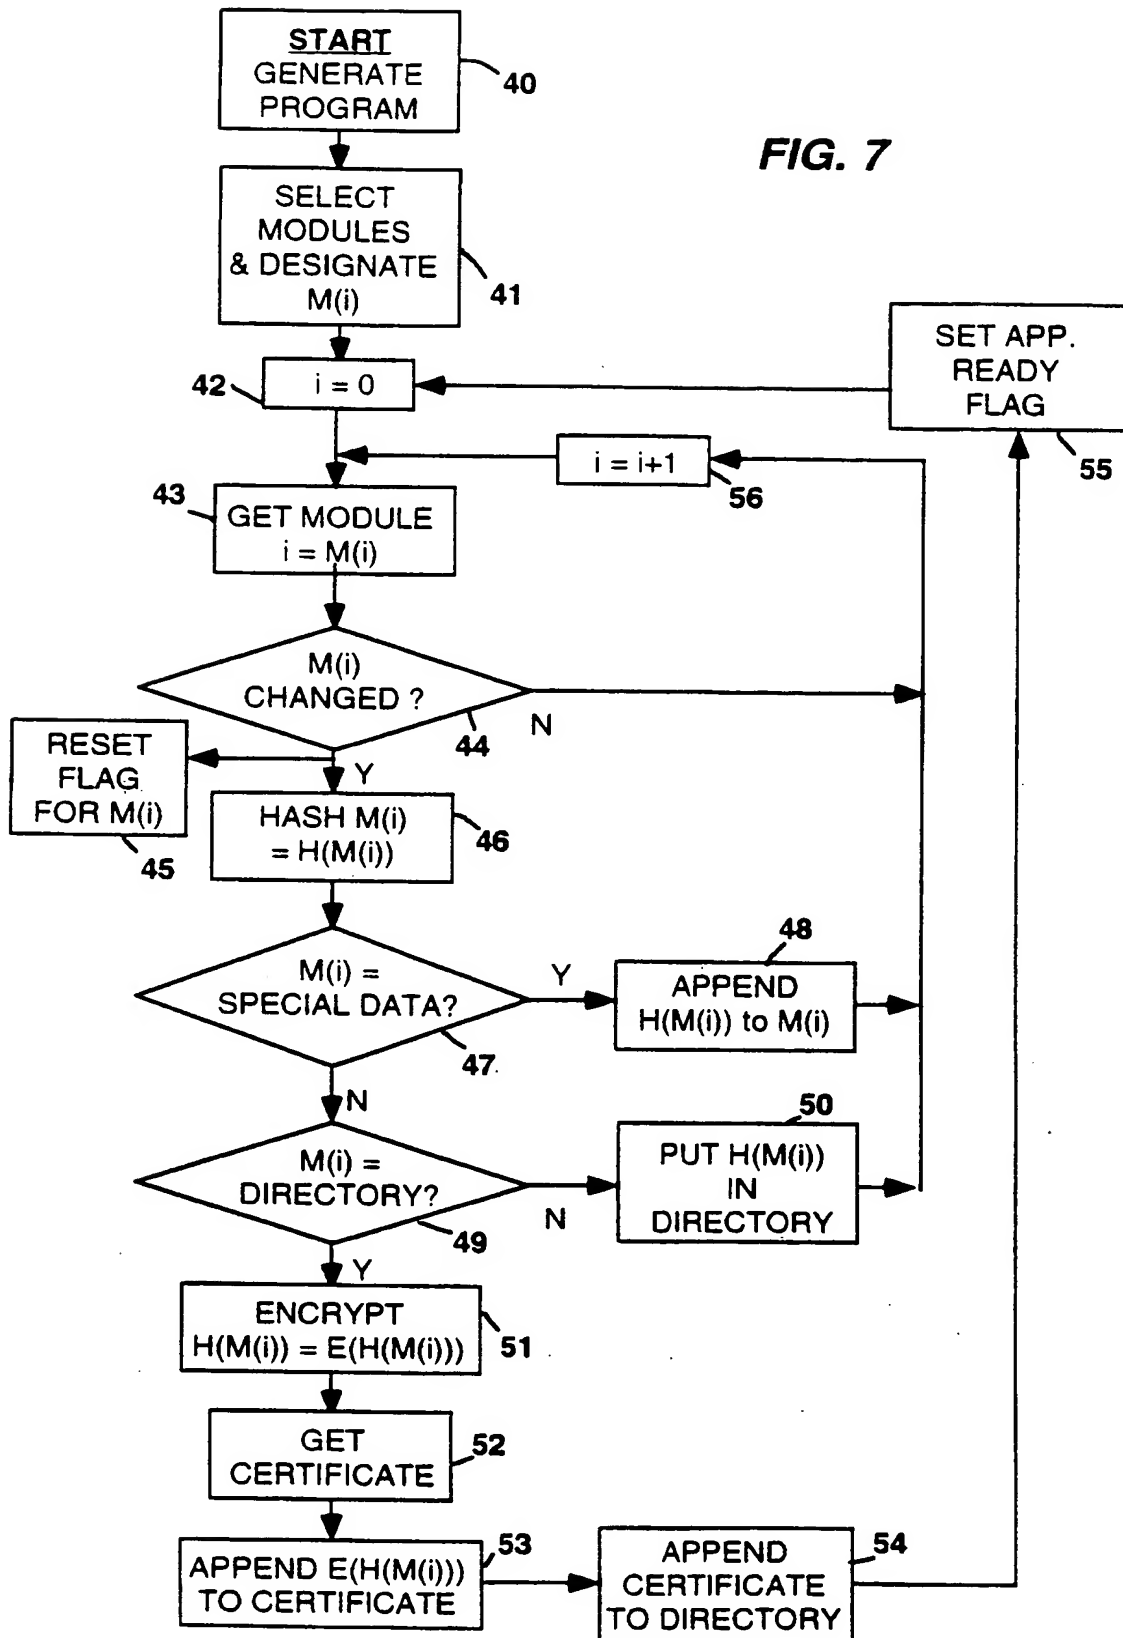 START
GENERATE
PROGRAM
40
FIG. 7
SELECT
MODULES
& DESIGNATE
M(i)
41
SET APP.
READY
FLAG
55
42
i = 0
i = i+1
56
43
GET MODULE
i = M(i)
M(i)
CHANGED ?
44
N
RESET
FLAG
FOR M(i)
45
Y
HASH M(i)
= H(M(i))
46
M(i) =
SPECIAL DATA?
47
Y
48
APPEND
H(M(i)) to M(i)
N
M(i) =
DIRECTORY?
49
N
50
PUT H(M(i))
IN
DIRECTORY
Y
ENCRYPT
H(M(i)) = E(H(M(i)))
51
GET
CERTIFICATE
52
APPEND E(H(M(i)))
TO CERTIFICATE
53
APPEND
CERTIFICATE
TO DIRECTORY
54